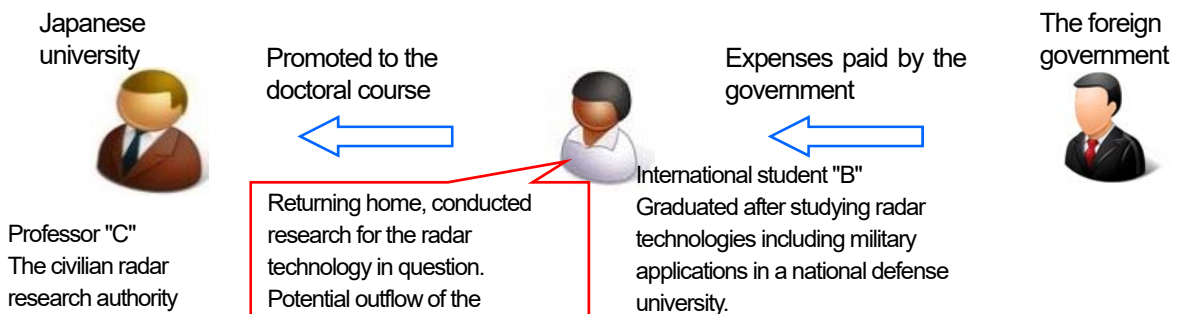 Japanese
university
Promoted to the
doctoral course
Expenses paid by the
government
The foreign
government
Professor "C"
The civilian radar
research authority
Returning home, conducted
research for the radar
technology in question.
Potential outflow of the
International student "B"
Graduated after studying radar
technologies including military
applications in a national defense
university.